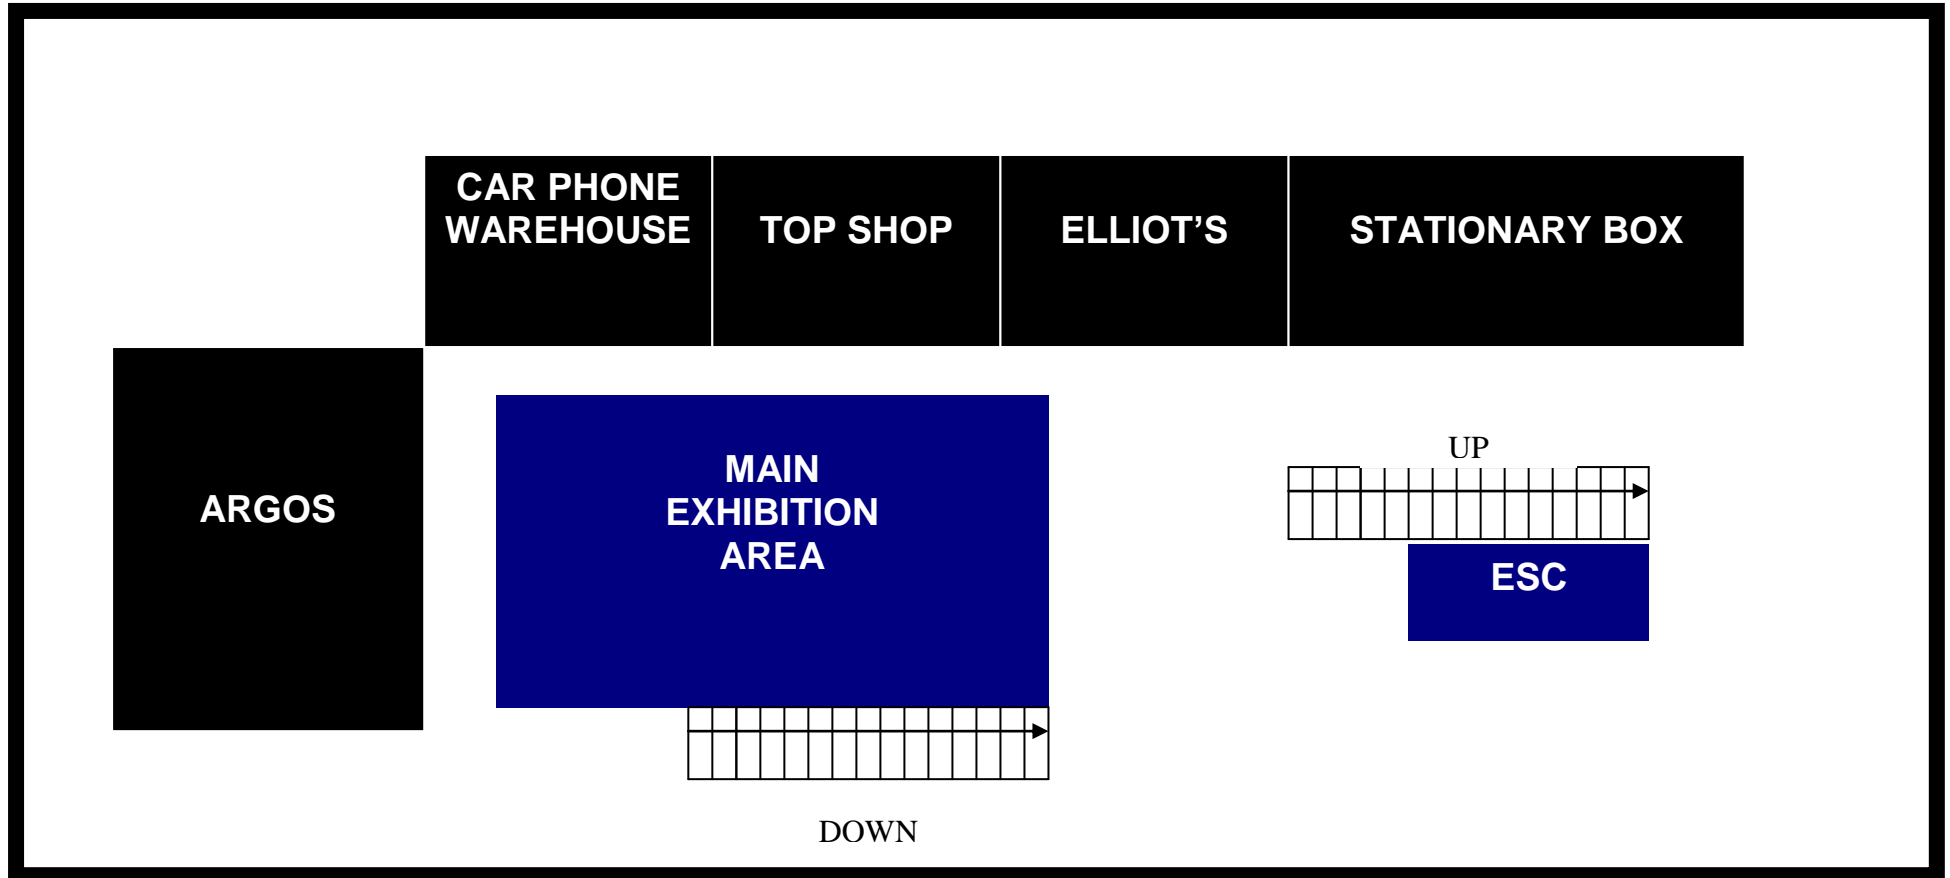 CAR PHONE
WAREHOUSE
TOP SHOP
ELLIOT’S
STATIONARY BOX
ARGOS
MAIN
EXHIBITION
AREA
UP
ESC
DOWN